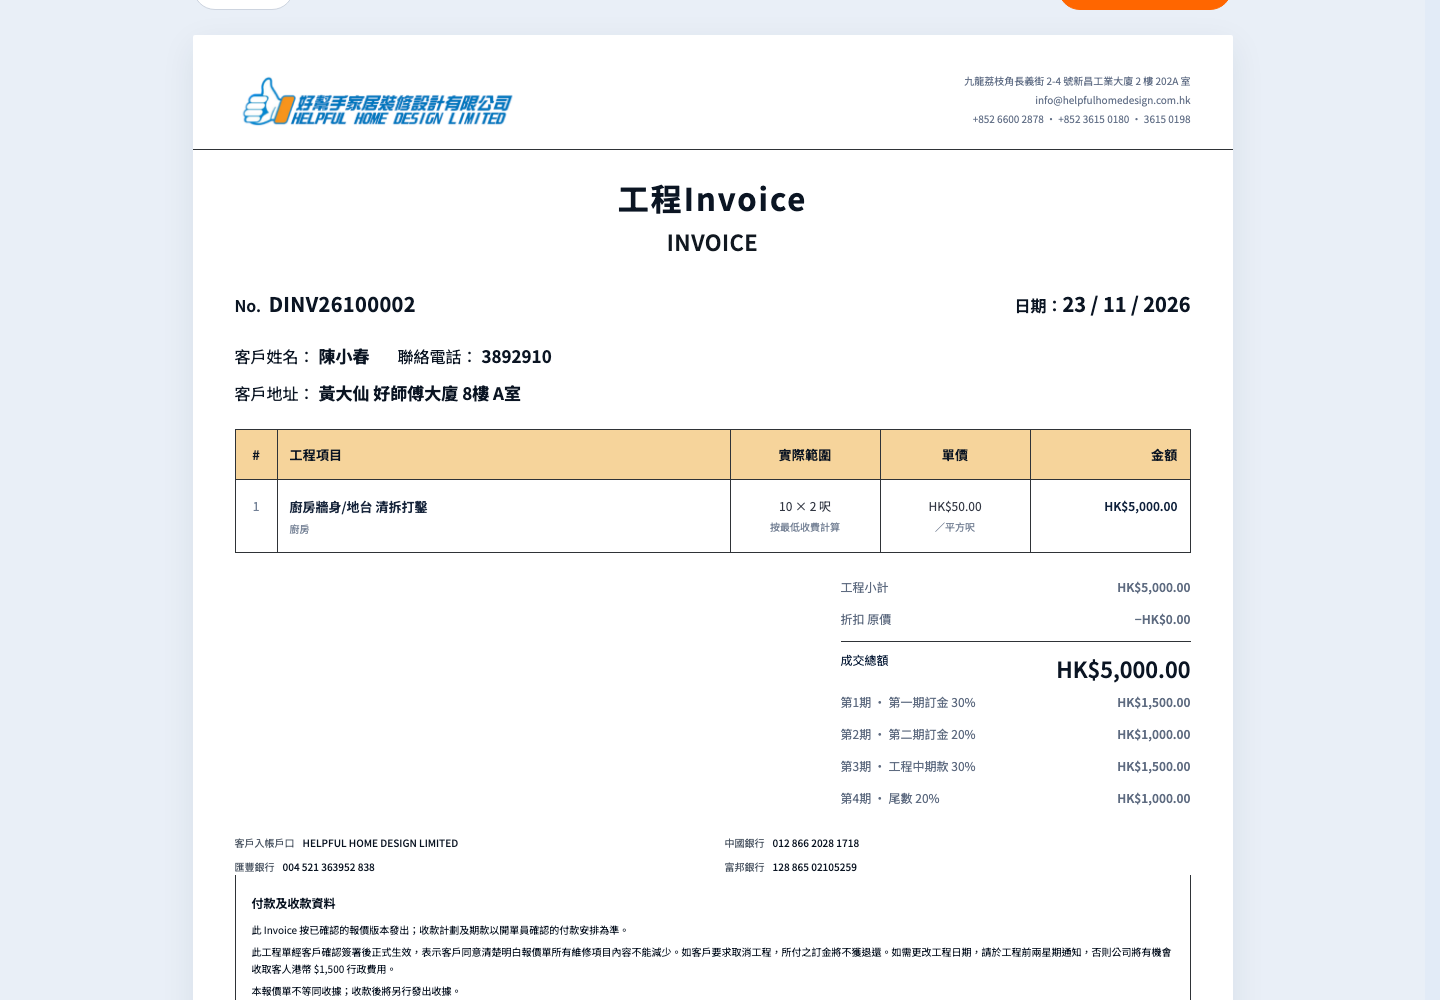 好幫手家居裝修設計有限公司
HELPFUL HOME DESIGN LIMITED
九龍荔枝角長義街 2-4 號新昌工業大廈 2 樓 202A 室
info@helpfulhomedesign.com.hk
+852 6600 2878 · +852 3615 0180 · 3615 0198
工程Invoice
INVOICE
No. DINV26100002
日期：23 / 11 / 2026
客戶姓名： 陳小春 聯絡電話： 3892910
客戶地址： 黃大仙 好師傅大廈 8樓 A室
# 工程項目 實際範圍 單價 金額
1 廚房牆身/地台 清拆打鑿 10 × 2 呎 HK$50.00 HK$5,000.00
廚房 按最低收費計算 ／平方呎
工程小計 HK$5,000.00
折扣 原價 −HK$0.00
成交總額 HK$5,000.00
第1期 · 第一期訂金 30% HK$1,500.00
第2期 · 第二期訂金 20% HK$1,000.00
第3期 · 工程中期款 30% HK$1,500.00
第4期 · 尾數 20% HK$1,000.00
客戶入帳戶口 HELPFUL HOME DESIGN LIMITED 中國銀行 012 866 2028 1718
匯豐銀行 004 521 363952 838 富邦銀行 128 865 02105259
付款及收款資料
此 Invoice 按已確認的報價版本發出；收款計劃及期款以開單員確認的付款安排為準。
此工程單經客戶確認簽署後正式生效，表示客戶同意清楚明白報價單所有維修項目內容不能減少。如客戶要求取消工程，所付之訂金將不獲退還。如需更改工程日期，請於工程前兩星期通知，否則公司將有機會
收取客人港幣 $1,500 行政費用。
本報價單不等同收據；收款後將另行發出收據。